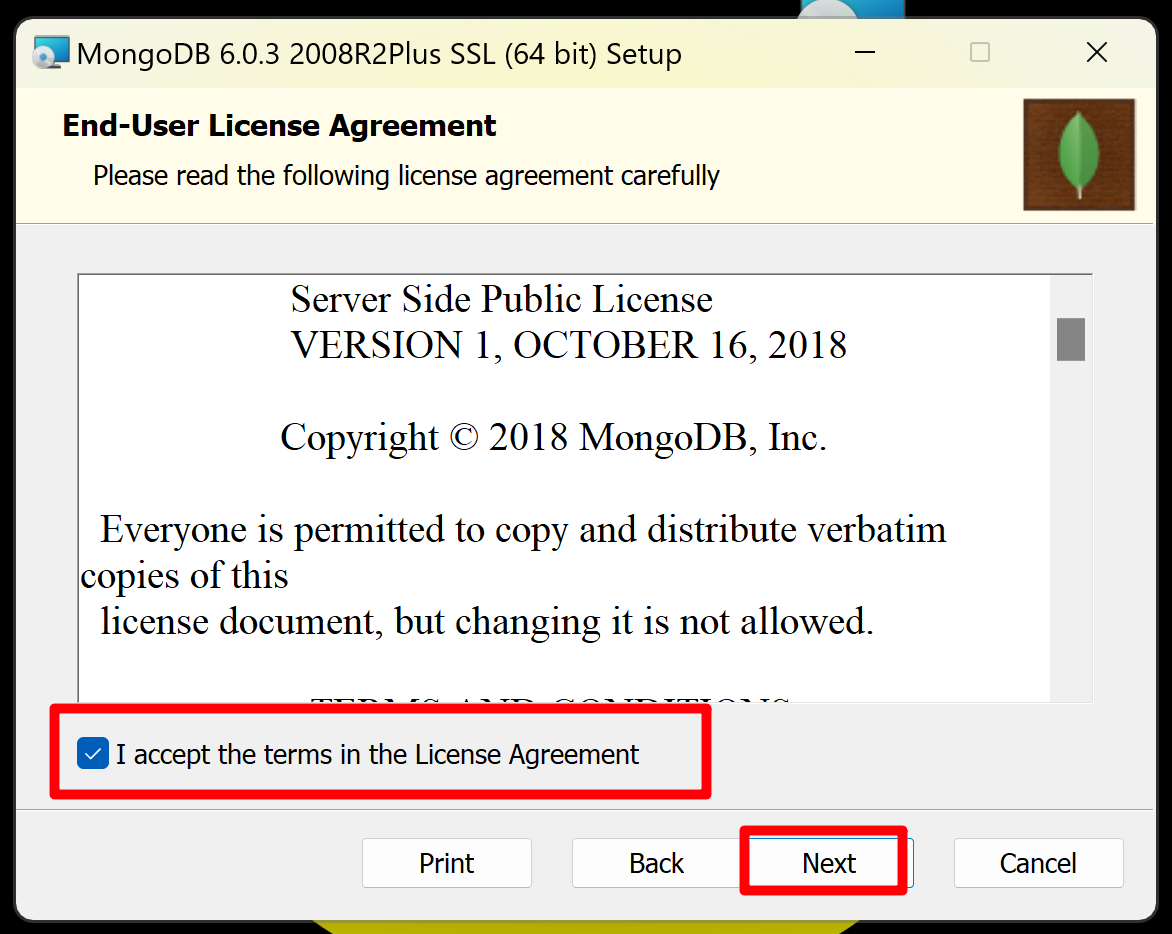 MongoDB 6.0.3 2008R2Plus SSL (64 bit) Setup
End-User License Agreement
Please read the following license agreement carefully
Server Side Public License
VERSION 1, OCTOBER 16, 2018
Copyright © 2018 MongoDB, Inc.
Everyone is permitted to copy and distribute verbatim
copies of this
license document, but changing it is not allowed.
TERMS AND CONDITIONS
I accept the terms in the License Agreement
Print Back Next Cancel